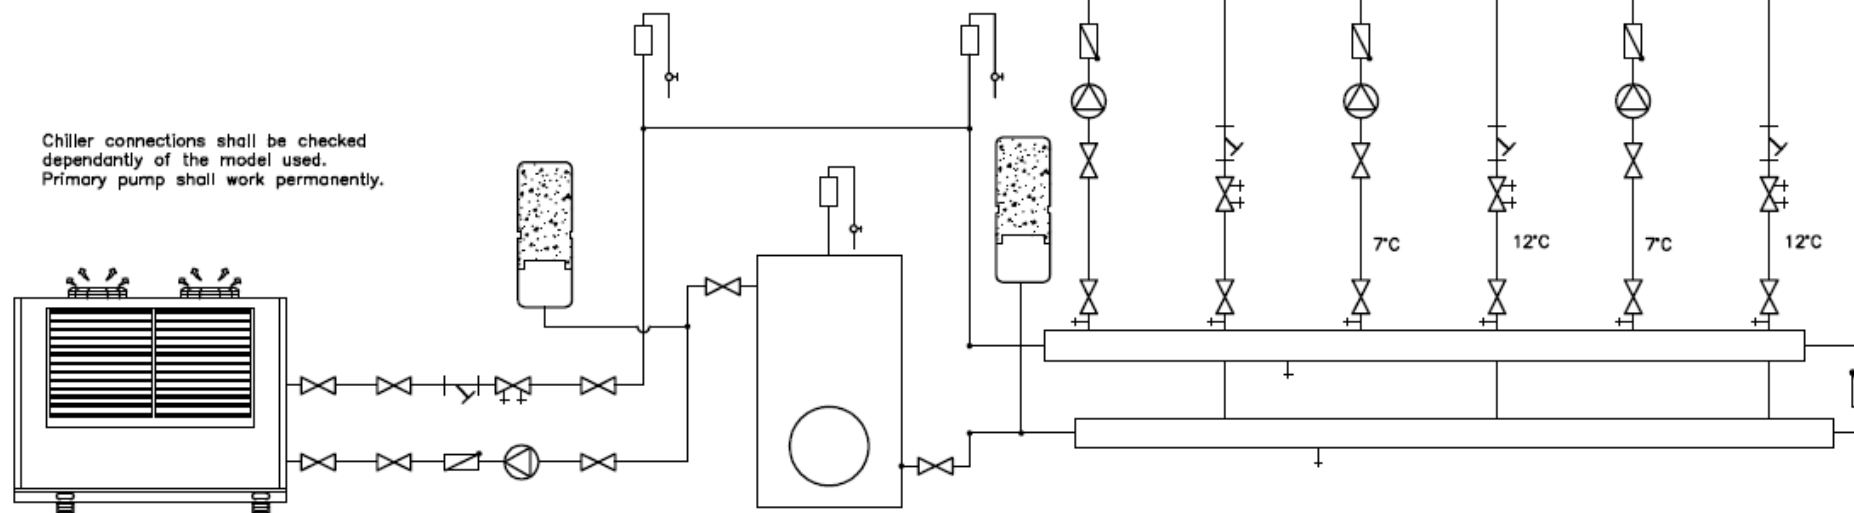 Chiller connections shall be checked
dependantly of the model used.
Primary pump shall work permanently.
7°C
12°C
7°C
12°C